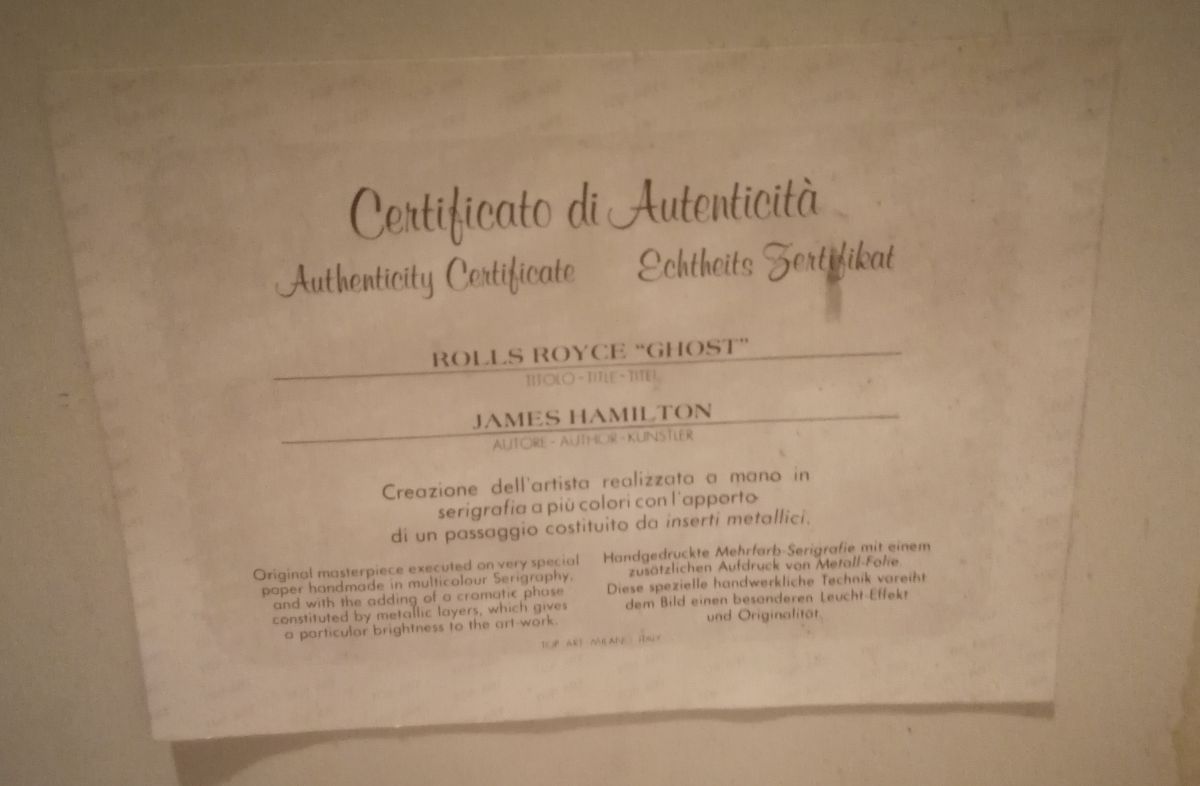 Certificato di Autenticità
Authenticity Certificate Echtheits Zertifikat
ROLLS ROYCE “GHOST”
TITOLO - TITLE - TITEL
JAMES HAMILTON
AUTORE - AUTHOR - KUNSTLER
Creazione dell'artista realizzata a mano in
serigrafia a più colori con l'apporto
di un passaggio costituito da inserti metallici.
Original masterpiece executed on very special
paper handmade in multicolour Serigraphy,
and with the adding of a cromatic phase
constituted by metallic layers, which gives
a particular brightness to the art-work.
Handgedruckte Mehrfarb-Serigrafie mit einem
zusätzlichen Aufdruck von Metall-Folie.
Diese spezielle handwerkliche Technik vareiht
dem Bild einen besonderen Leucht-Effekt
und Originalität.
TOP ART MILANO ITALY